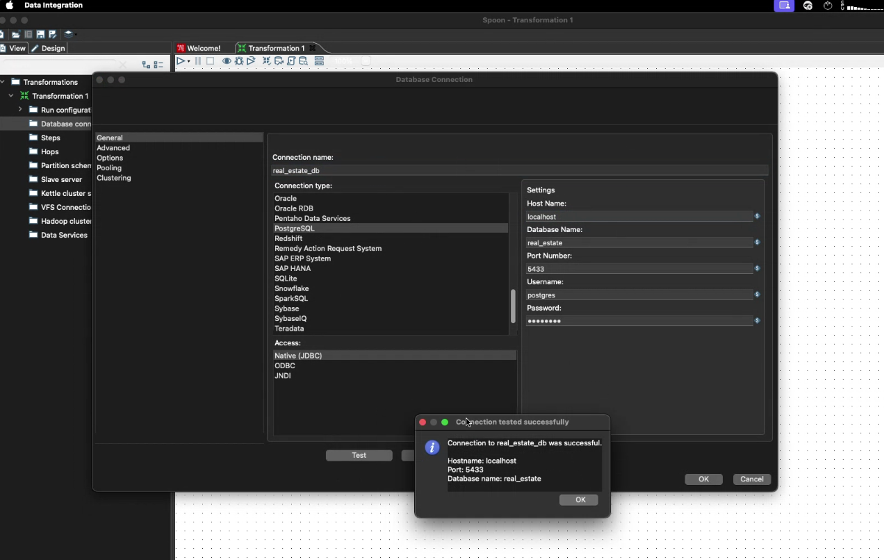 Data Integration
Spoon - Transformation 1
View
Design
Welcome!
Transformation 1
Transformations
Transformation 1
Run configurat
Database conn
Steps
Hops
Partition schem
Slave server
Kettle cluster s
VFS Connectio
Hadoop cluster
Data Services
Database Connection
General
Advanced
Options
Pooling
Clustering
Connection name:
real_estate_db
Connection type:
Oracle
Oracle RDB
Pentaho Data Services
PostgreSQL
Redshift
Remedy Action Request System
SAP ERP System
SAP HANA
SQLite
Snowflake
SparkSQL
Sybase
SybaseIQ
Teradata
Access:
Native (JDBC)
ODBC
JNDI
Settings
Host Name:
localhost
Database Name:
real_estate
Port Number:
5433
Username:
postgres
Password:
••••••••
Test
Connection tested successfully
Connection to real_estate_db was successful.
Hostname: localhost
Port: 5433
Database name: real_estate
OK
OK
Cancel